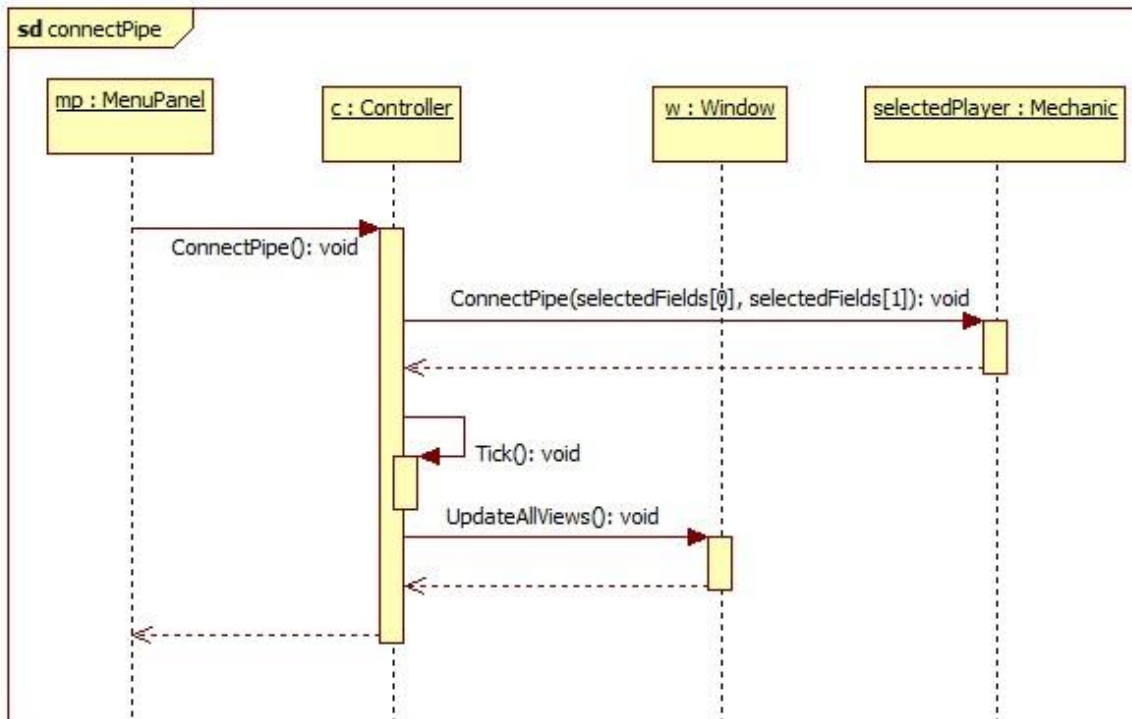 sd connectPipe
mp : MenuPanel
c : Controller
w : Window
selectedPlayer : Mechanic
ConnectPipe(): void
ConnectPipe(selectedFields[0], selectedFields[1]): void
Tick(): void
UpdateAllViews(): void